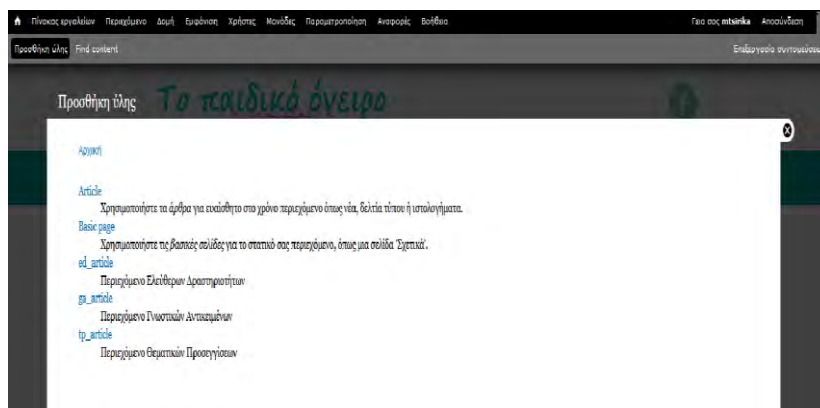 Πίνακας εργαλείων Περιεχόμενο Δομή Εμφάνιση Χρήστες Μονάδες Παραμετροποίηση Αναφορές Βοήθεια Γεια σας mtsirika Αποσύνδεση
Προσθήκη ύλης Find content Επεξεργασία συντομεύσεων
Προσθήκη ύλης Το παιδικό όνειρο
Αρχική
Article
Χρησιμοποιήστε τα άρθρα για ευαίσθητο στο χρόνο περιεχόμενο όπως νέα, δελτία τύπου ή ιστολογήματα.
Basic page
Χρησιμοποιήστε τις βασικές σελίδες για το στατικό σας περιεχόμενο, όπως μια σελίδα 'Σχετικά'.
ed_article
Περιεχόμενο Ελεύθερων Δραστηριοτήτων
ga_article
Περιεχόμενο Γνωστικών Αντικειμένων
tp_article
Περιεχόμενο Θεματικών Προσεγγίσεων